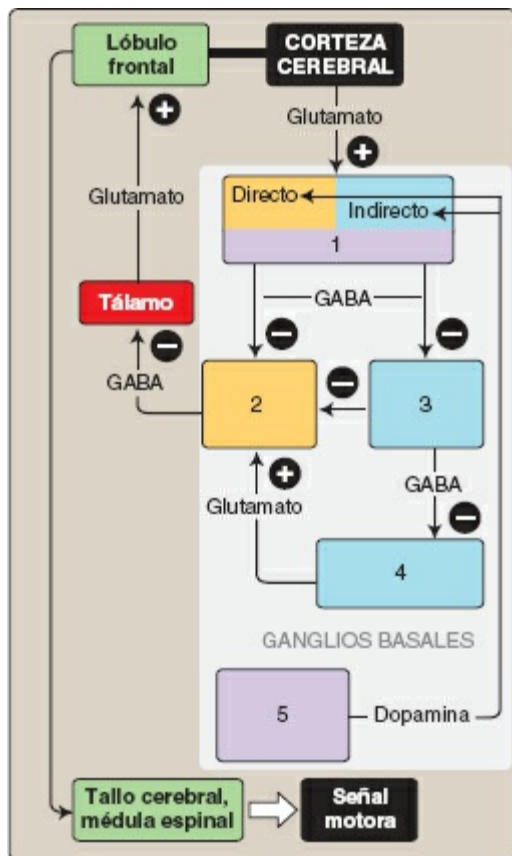 Lóbulo
frontal
CORTEZA
CEREBRAL
+
Glutamato
+
Glutamato
Directo
Indirecto
1
GABA
Tálamo
−
−
−
GABA
2
−
3
+
Glutamato
GABA
−
4
GANGLIOS BASALES
5
Dopamina
Tallo cerebral,
médula espinal
Señal
motora